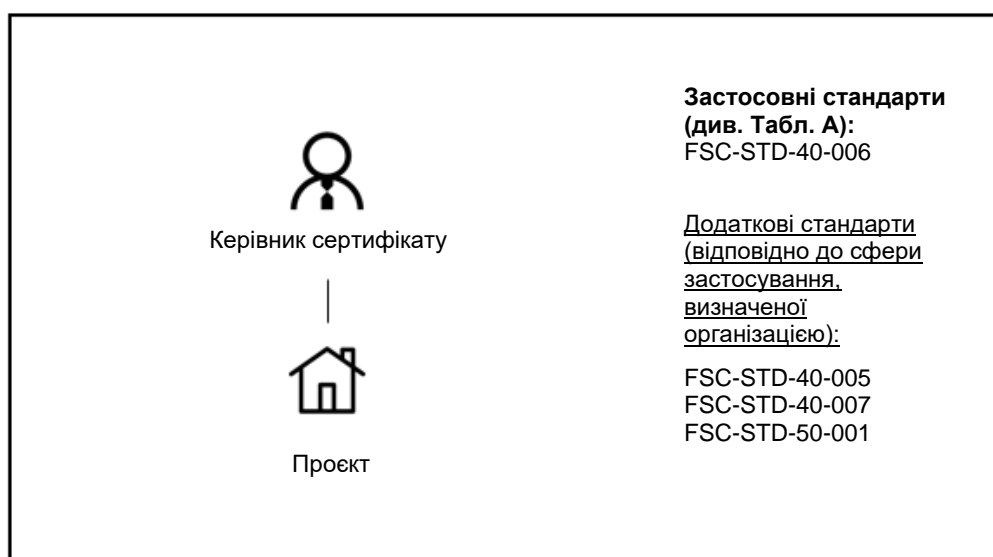 Застосовні стандарти
(див. Табл. А):
FSC-STD-40-006
Керівник сертифікату
Додаткові стандарти
(відповідно до сфери
застосування,
визначеної
організацією):
FSC-STD-40-005
FSC-STD-40-007
FSC-STD-50-001
Проєкт